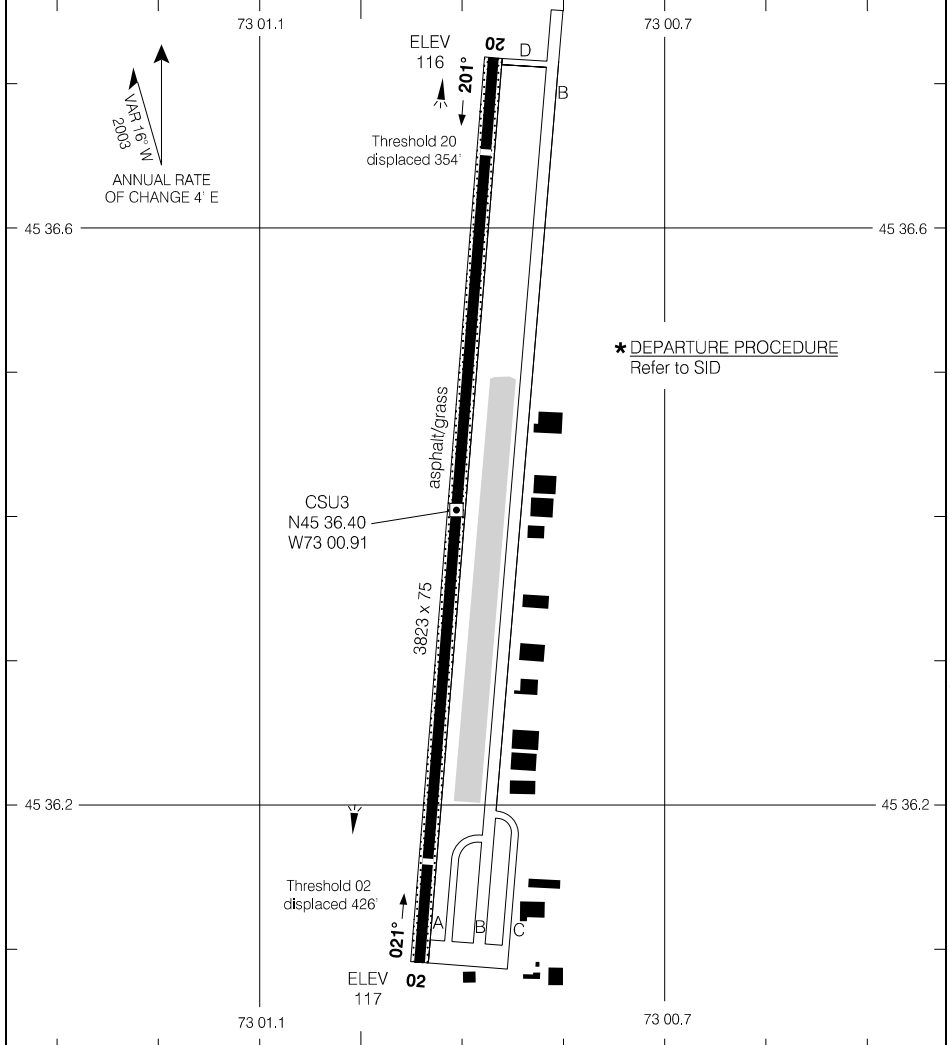 73 01.1
73 00.7
ELEV
116
20
D
201°
B
VAR 16° W
2003
Threshold 20
displaced 354'
ANNUAL RATE
OF CHANGE 4' E
45 36.6
45 36.6
* DEPARTURE PROCEDURE
Refer to SID
asphalt/grass
CSU3
N45 36.40
W73 00.91
3823 x 75
45 36.2
45 36.2
Threshold 02
displaced 426'
021°
A
B
C
ELEV
117
02
73 01.1
73 00.7